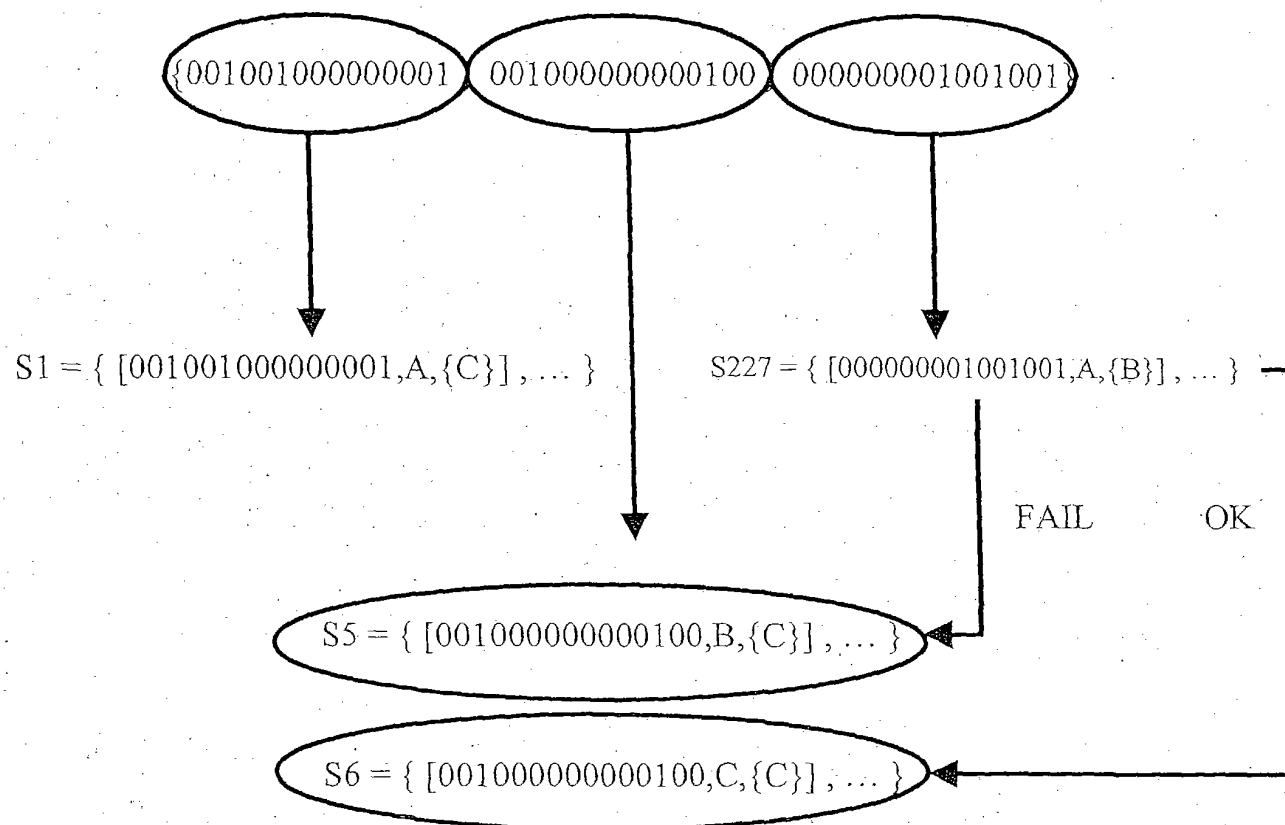 {001001000000001 001000000000100 000000001001001}
S1 = { [001001000000001,A,{C}] , ... } S227 = { [000000001001001,A,{B}] , ... }
FAIL OK
S5 = { [001000000000100,B,{C}] , ... }
S6 = { [001000000000100,C,{C}] , ... }